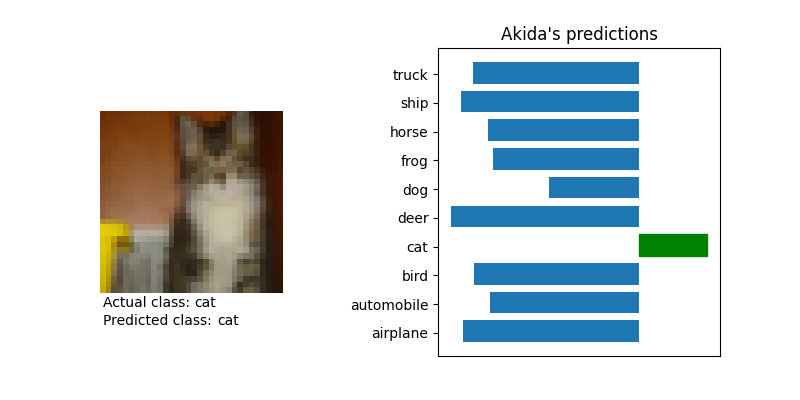 Akida's predictions
truck
ship
horse
frog
dog
deer
cat
bird
automobile
airplane
Actual class: cat
Predicted class: cat